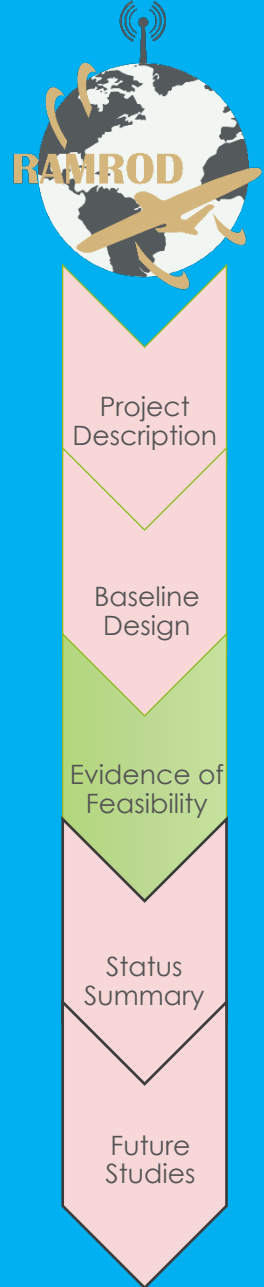 RAMROD
Project
Description
Baseline
Design
Evidence of
Feasibility
Status
Summary
Future
Studies